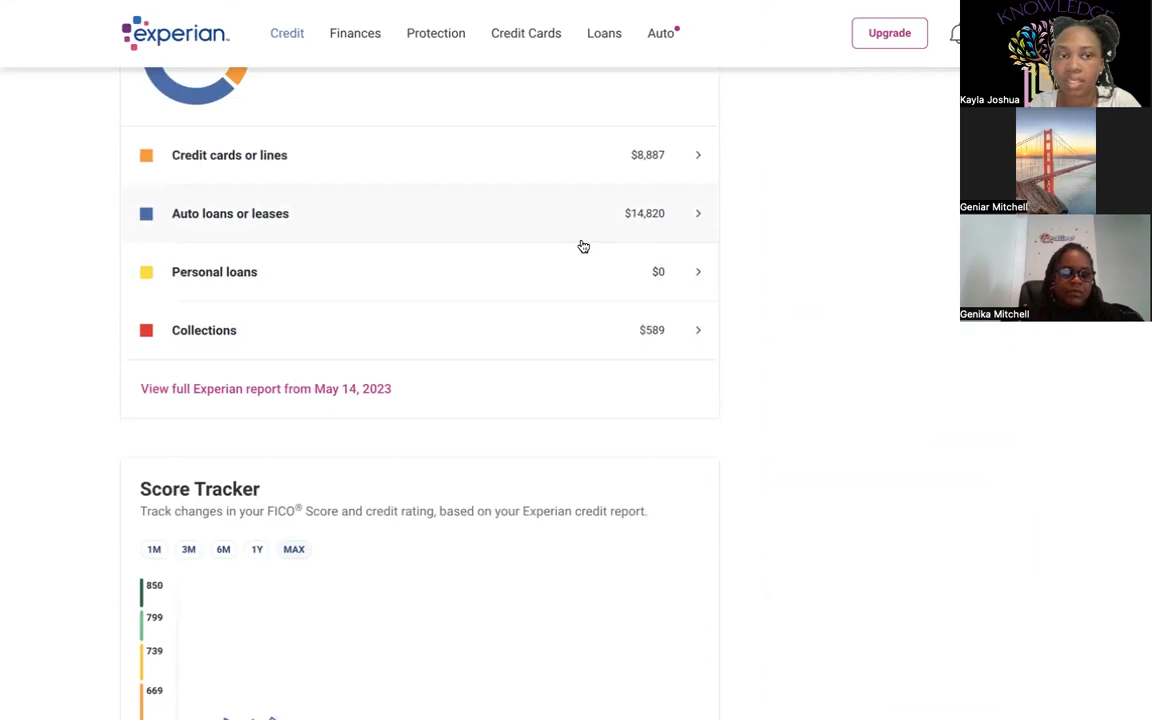 experian.
Credit
Finances
Protection
Credit Cards
Loans
Auto
Upgrade
KNOWLEDGE
Kayla Joshua
Geniar Mitchell
Genika Mitchell
Credit cards or lines
$8,887
Auto loans or leases
$14,820
Personal loans
$0
Collections
$589
View full Experian report from May 14, 2023
Score Tracker
Track changes in your FICO® Score and credit rating, based on your Experian credit report.
1M 3M 6M 1Y MAX
850
799
739
669